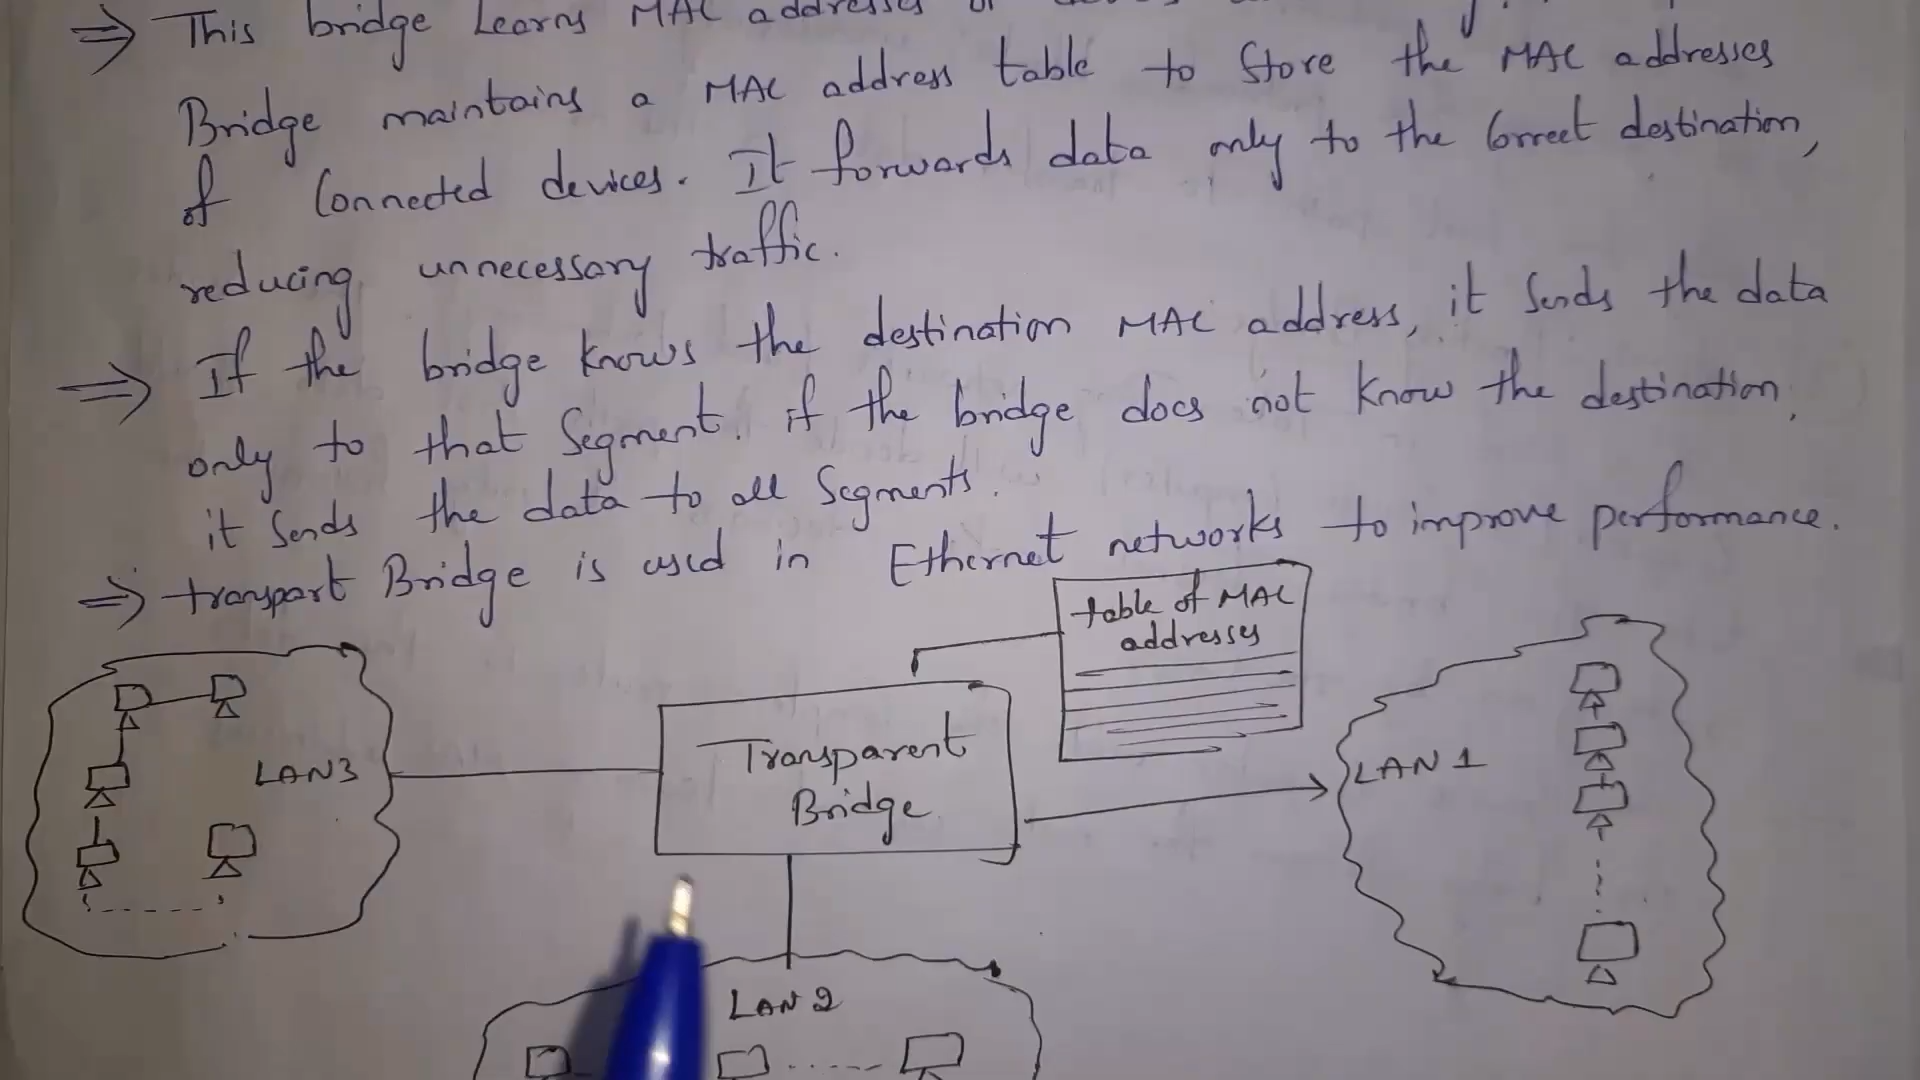 ⇒ This bridge Learns MAC addresses of
Bridge maintains a MAC address table to Store the MAC addresses
of Connected devices. It forwards data only to the Correct destination,
reducing unnecessary traffic.
⇒ If the bridge knows the destination MAC address, it Sends the data
only to that Segment. if the bridge does not know the destination,
it Sends the data to all Segments.
⇒ transpart Bridge is used in Ethernet networks to improve performance.
table of MAC
addresses
LAN3
Transparent
Bridge
LAN 1
LAN 2